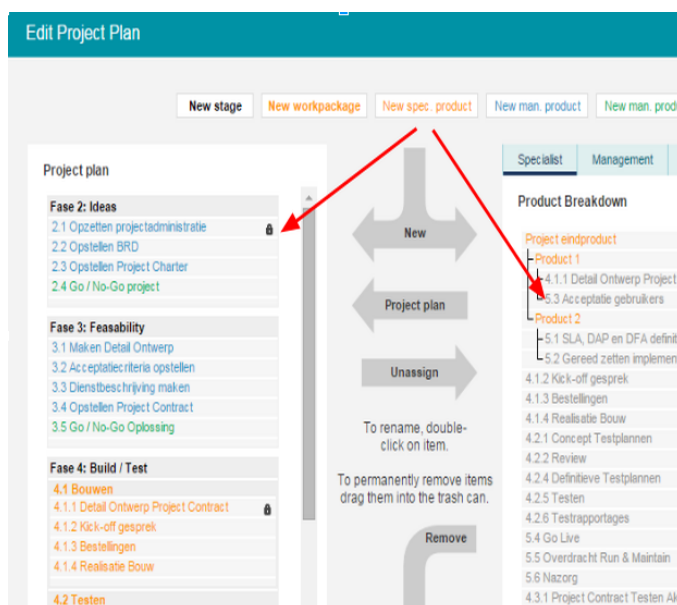 Edit Project Plan
New stage
New workpackage
New spec. product
New man. product
New man.
Project plan
Fase 2: Ideas
2.1 Opzetten projectadministratie
2.2 Opstellen BRD
2.3 Opstellen Project Charter
2.4 Go / No-Go project
Fase 3: Feasability
3.1 Maken Detail Ontwerp
3.2 Acceptatiecriteria opstellen
3.3 Dienstbeschrijving maken
3.4 Opstellen Project Contract
3.5 Go / No-Go Oplossing
Fase 4: Build / Test
4.1 Bouwen
4.1.1 Detail Ontwerp Project Contract
4.1.2 Kick-off gesprek
4.1.3 Bestellingen
4.1.4 Realisatie Bouw
4.2 Testen
New
Project plan
Unassign
To rename, double-
click on item.
To permanently remove items
drag them into the trash can.
Remove
Specialist
Management
Product Breakdown
Project eindproduct
Product 1
4.1.1 Detail Ontwerp Project
5.3 Acceptatie gebruikers
Product 2
5.1 SLA, DAP en DFA
5.2 Gereed zetten
4.1.2 Kick-off gesprek
4.1.3 Bestellingen
4.1.4 Realisatie Bouw
4.2.1 Concept Testplannen
4.2.2 Review
4.2.4 Definitieve Testplannen
4.2.5 Testen
4.2.6 Testrapportages
5.4 Go Live
5.5 Overdracht Run & Maintain
5.6 Nazorg
4.3.1 Project Contract Testen